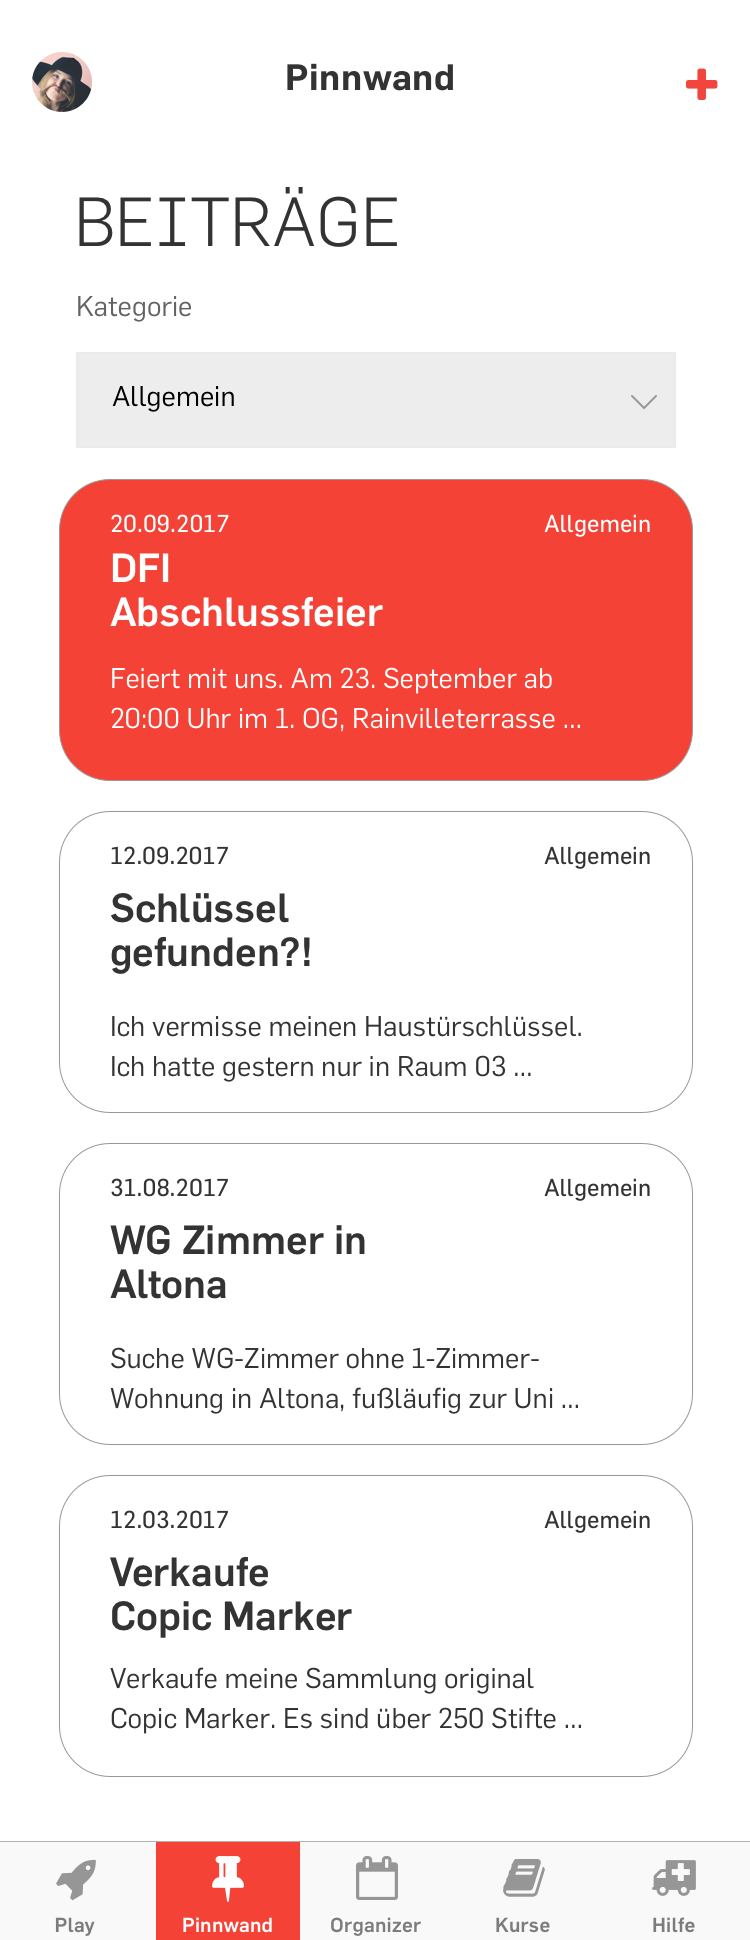 Pinnwand
BEITRÄGE
Kategorie
Allgemein
20.09.2017 Allgemein
DFI
Abschlussfeier
Feiert mit uns. Am 23. September ab
20:00 Uhr im 1. OG, Rainvilleterrasse ...
12.09.2017 Allgemein
Schlüssel
gefunden?!
Ich vermisse meinen Haustürschlüssel.
Ich hatte gestern nur in Raum 03 ...
31.08.2017 Allgemein
WG Zimmer in
Altona
Suche WG-Zimmer ohne 1-Zimmer-
Wohnung in Altona, fußläufig zur Uni ...
12.03.2017 Allgemein
Verkaufe
Copic Marker
Verkaufe meine Sammlung original
Copic Marker. Es sind über 250 Stifte ...
Play Pinnwand Organizer Kurse Hilfe